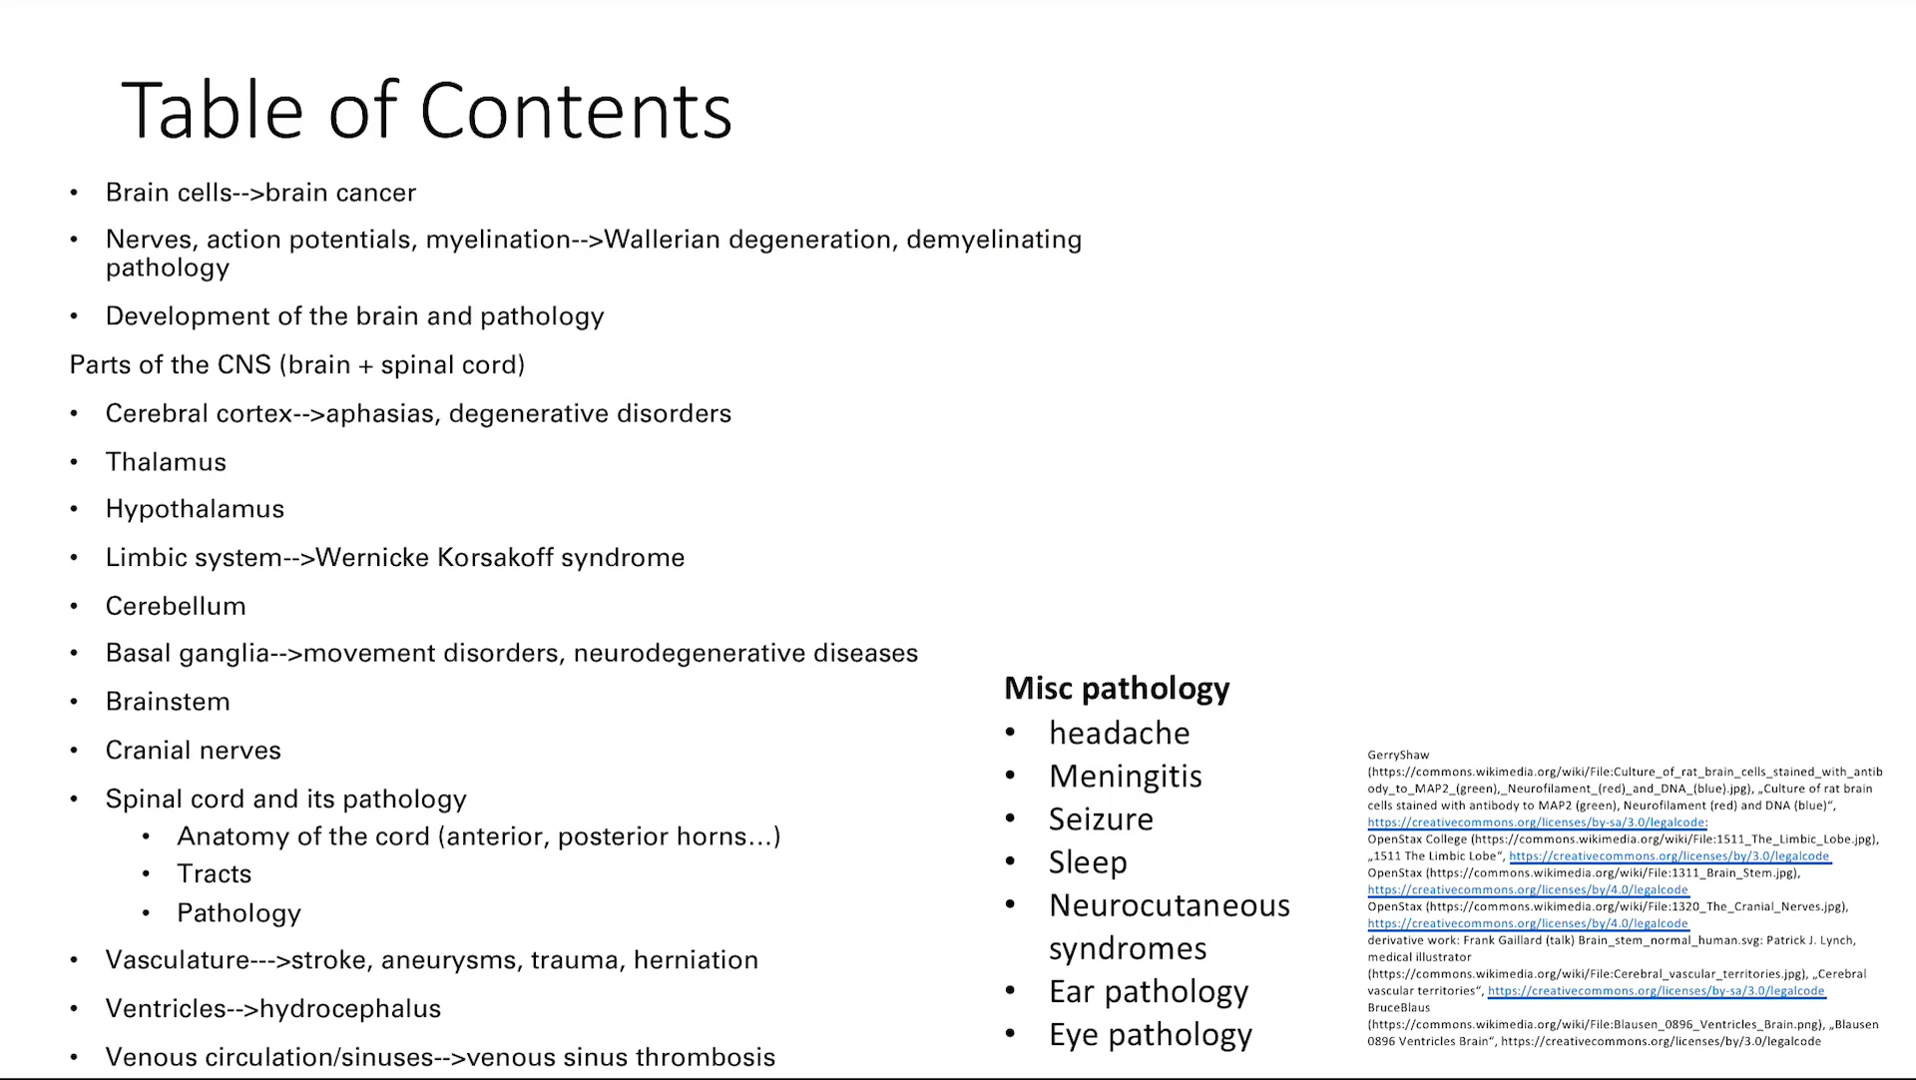 Table of Contents
• Brain cells-->brain cancer
• Nerves, action potentials, myelination-->Wallerian degeneration, demyelinating
pathology
• Development of the brain and pathology
Parts of the CNS (brain + spinal cord)
• Cerebral cortex-->aphasias, degenerative disorders
• Thalamus
• Hypothalamus
• Limbic system-->Wernicke Korsakoff syndrome
• Cerebellum
• Basal ganglia-->movement disorders, neurodegenerative diseases
• Brainstem
• Cranial nerves
• Spinal cord and its pathology
• Anatomy of the cord (anterior, posterior horns...)
• Tracts
• Pathology
• Vasculature--->stroke, aneurysms, trauma, herniation
• Ventricles-->hydrocephalus
• Venous circulation/sinuses-->venous sinus thrombosis
Misc pathology
• headache
• Meningitis
• Seizure
• Sleep
• Neurocutaneous
syndromes
• Ear pathology
• Eye pathology
GerryShaw
(https://commons.wikimedia.org/wiki/File:Culture_of_rat_brain_cells_stained_with_antib
ody_to_MAP2_(green),_Neurofilament_(red)_and_DNA_(blue).jpg), „Culture of rat brain
cells stained with antibody to MAP2 (green), Neurofilament (red) and DNA (blue)“,
https://creativecommons.org/licenses/by-sa/3.0/legalcode;
OpenStax College (https://commons.wikimedia.org/wiki/File:1511_The_Limbic_Lobe.jpg),
„1511 The Limbic Lobe“, https://creativecommons.org/licenses/by/3.0/legalcode
OpenStax (https://commons.wikimedia.org/wiki/File:1311_Brain_Stem.jpg),
https://creativecommons.org/licenses/by/4.0/legalcode
OpenStax (https://commons.wikimedia.org/wiki/File:1320_The_Cranial_Nerves.jpg),
https://creativecommons.org/licenses/by/4.0/legalcode
derivative work: Frank Gaillard (talk) Brain_stem_normal_human.svg: Patrick J. Lynch,
medical illustrator
(https://commons.wikimedia.org/wiki/File:Cerebral_vascular_territories.jpg), „Cerebral
vascular territories“, https://creativecommons.org/licenses/by-sa/3.0/legalcode
BruceBlaus
(https://commons.wikimedia.org/wiki/File:Blausen_0896_Ventricles_Brain.png), „Blausen
0896 Ventricles Brain“, https://creativecommons.org/licenses/by/3.0/legalcode